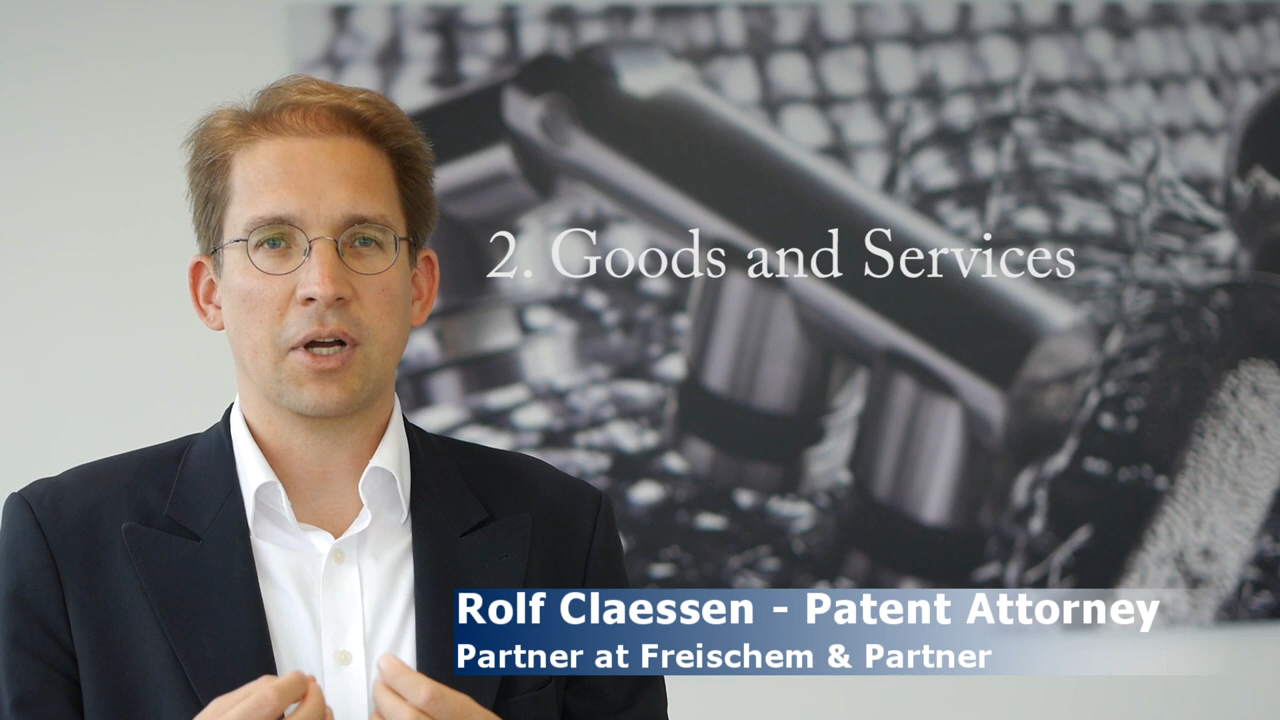 2. Goods and Services
Rolf Claessen - Patent Attorney
Partner at Freischem & Partner